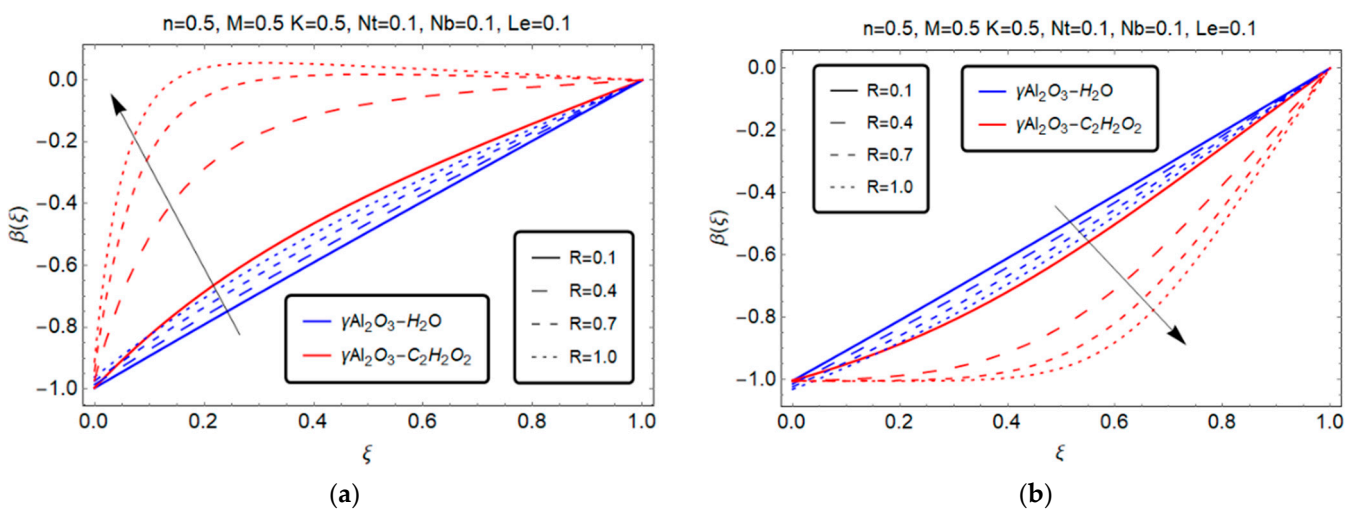 n=0.5, M=0.5 K=0.5, Nt=0.1, Nb=0.1, Le=0.1
0.0
−0.2
−0.4
−0.6
−0.8
−1.0
β(ξ)
R=0.1
R=0.4
R=0.7
R=1.0
γAl₂O₃−H₂O
γAl₂O₃−C₂H₂O₂
0.0 0.2 0.4 0.6 0.8 1.0
ξ
(a)
n=0.5, M=0.5 K=0.5, Nt=0.1, Nb=0.1, Le=0.1
0.0
−0.2
−0.4
−0.6
−0.8
−1.0
β(ξ)
R=0.1
R=0.4
R=0.7
R=1.0
γAl₂O₃−H₂O
γAl₂O₃−C₂H₂O₂
0.0 0.2 0.4 0.6 0.8 1.0
ξ
(b)